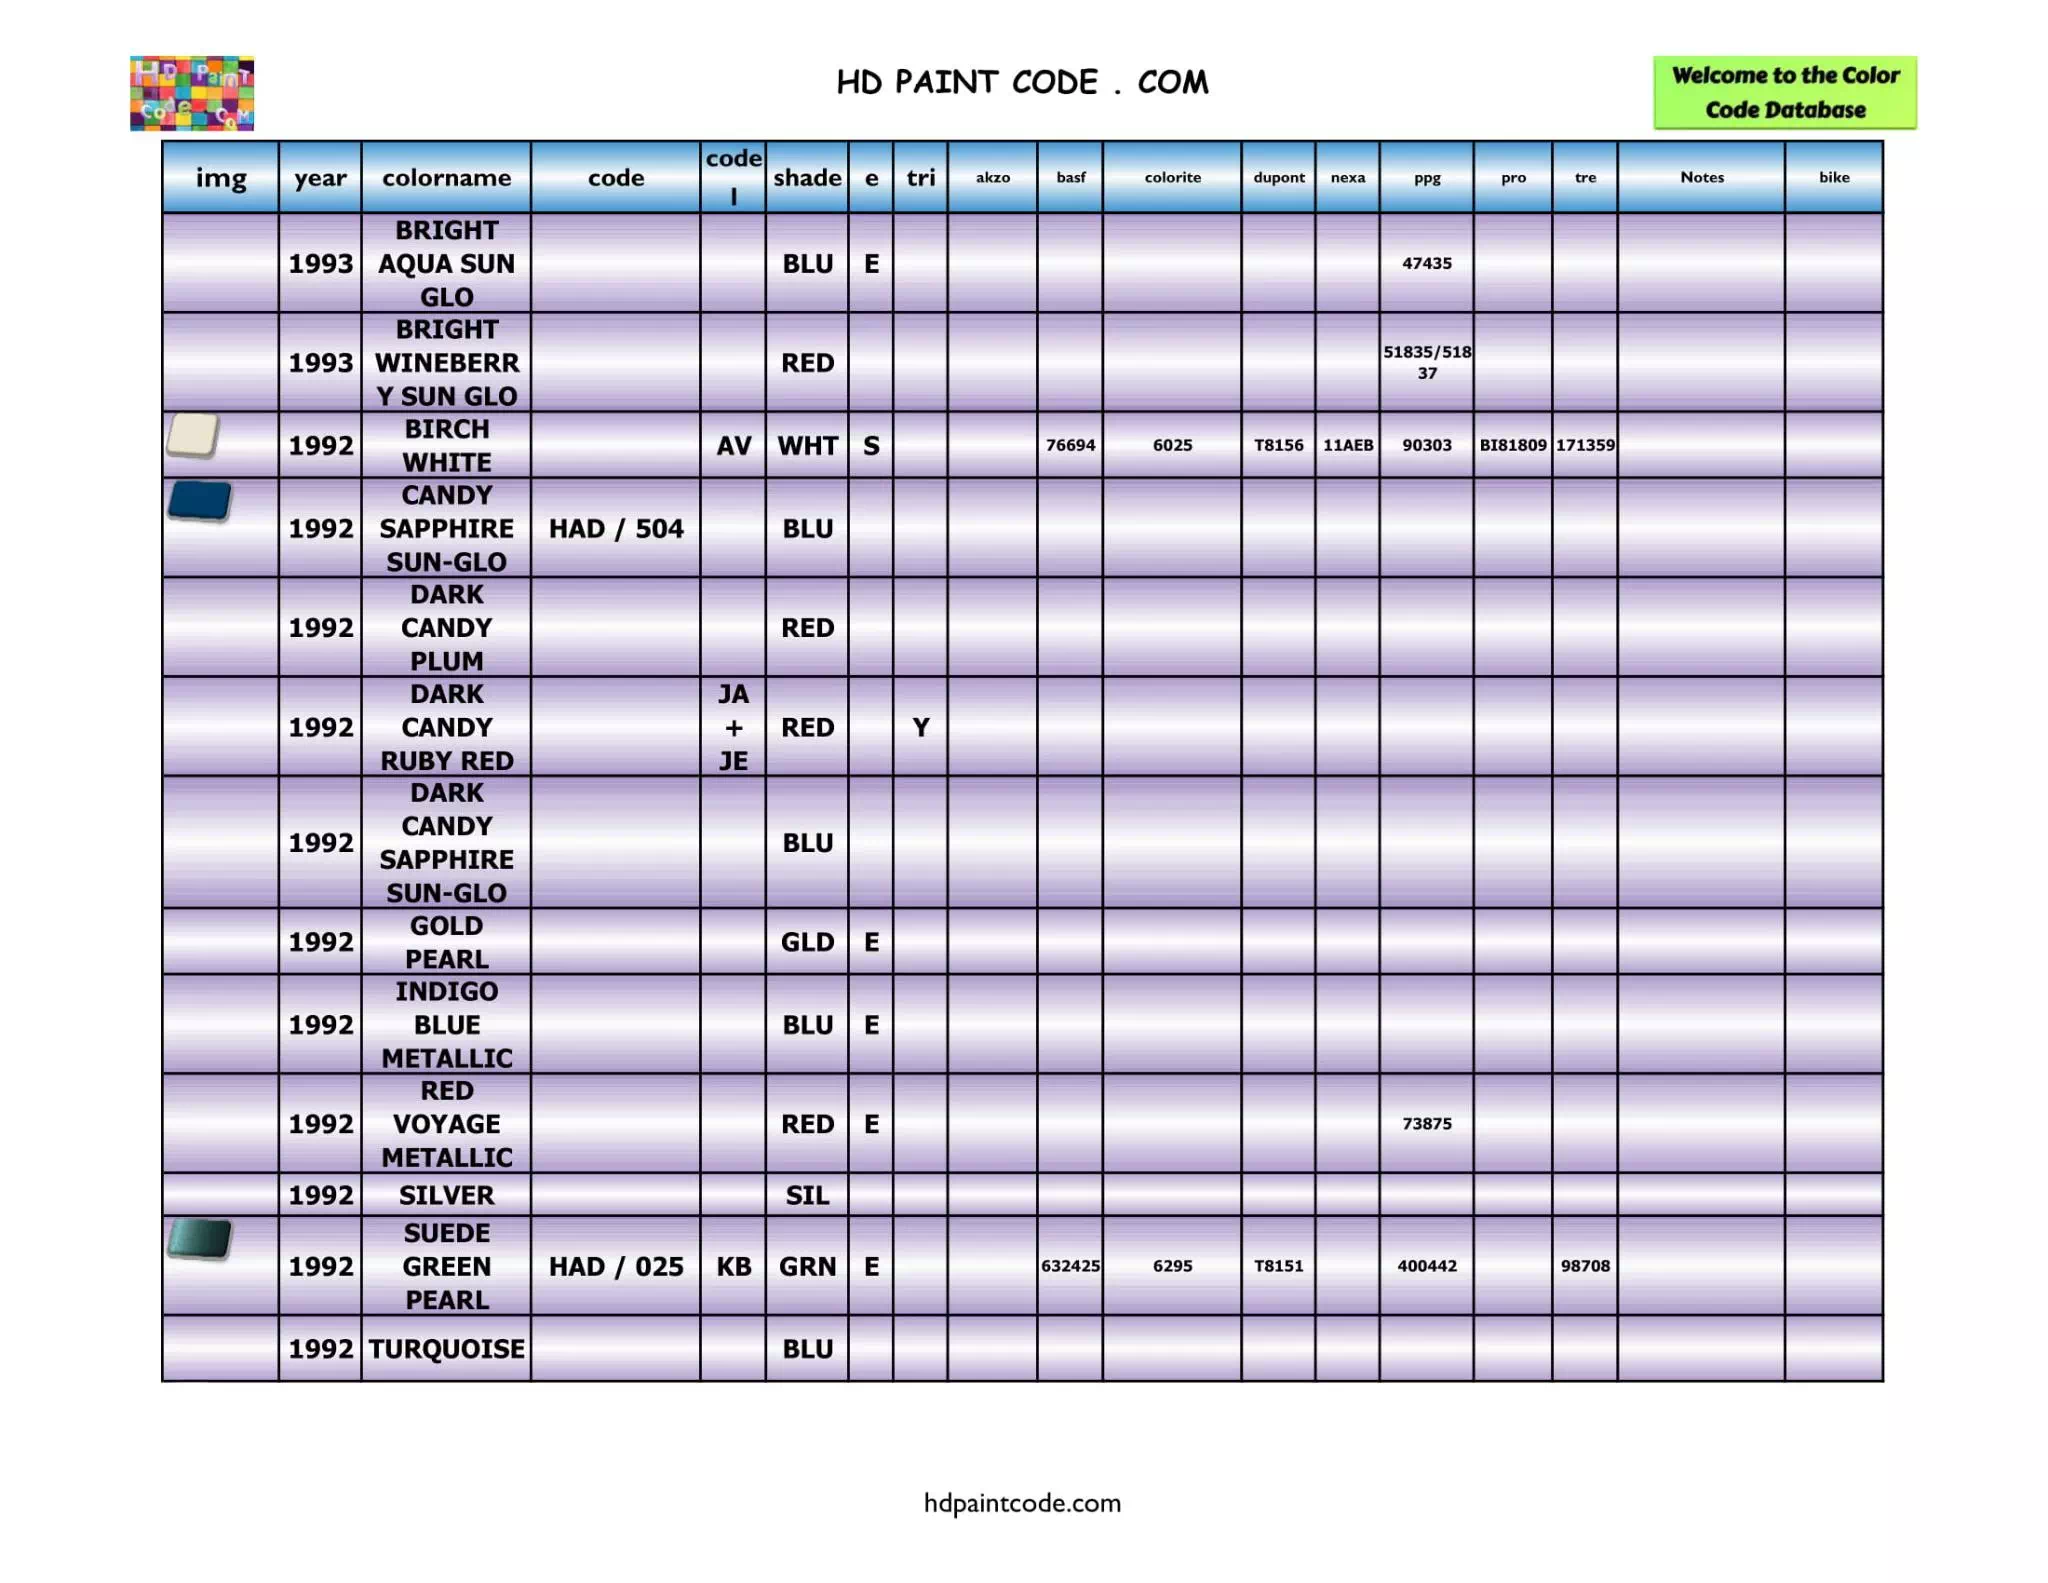 HD PainT
Code
CoM
HD PAINT CODE . COM
Welcome to the Color
Code Database
img year colorname code code l shade e tri akzo basf colorite dupont nexa ppg pro tre Notes bike
1993 BRIGHT AQUA SUN GLO BLU E 47435
1993 BRIGHT WINEBERR Y SUN GLO RED 51835/518 37
1992 BIRCH WHITE AV WHT S 76694 6025 T8156 11AEB 90303 BI81809 171359
1992 CANDY SAPPHIRE SUN-GLO HAD / 504 BLU
1992 DARK CANDY PLUM RED
1992 DARK CANDY RUBY RED JA + JE RED Y
1992 DARK CANDY SAPPHIRE SUN-GLO BLU
1992 GOLD PEARL GLD E
1992 INDIGO BLUE METALLIC BLU E
1992 RED VOYAGE METALLIC RED E 73875
1992 SILVER SIL
1992 SUEDE GREEN PEARL HAD / 025 KB GRN E 632425 6295 T8151 400442 98708
1992 TURQUOISE BLU
hdpaintcode.com